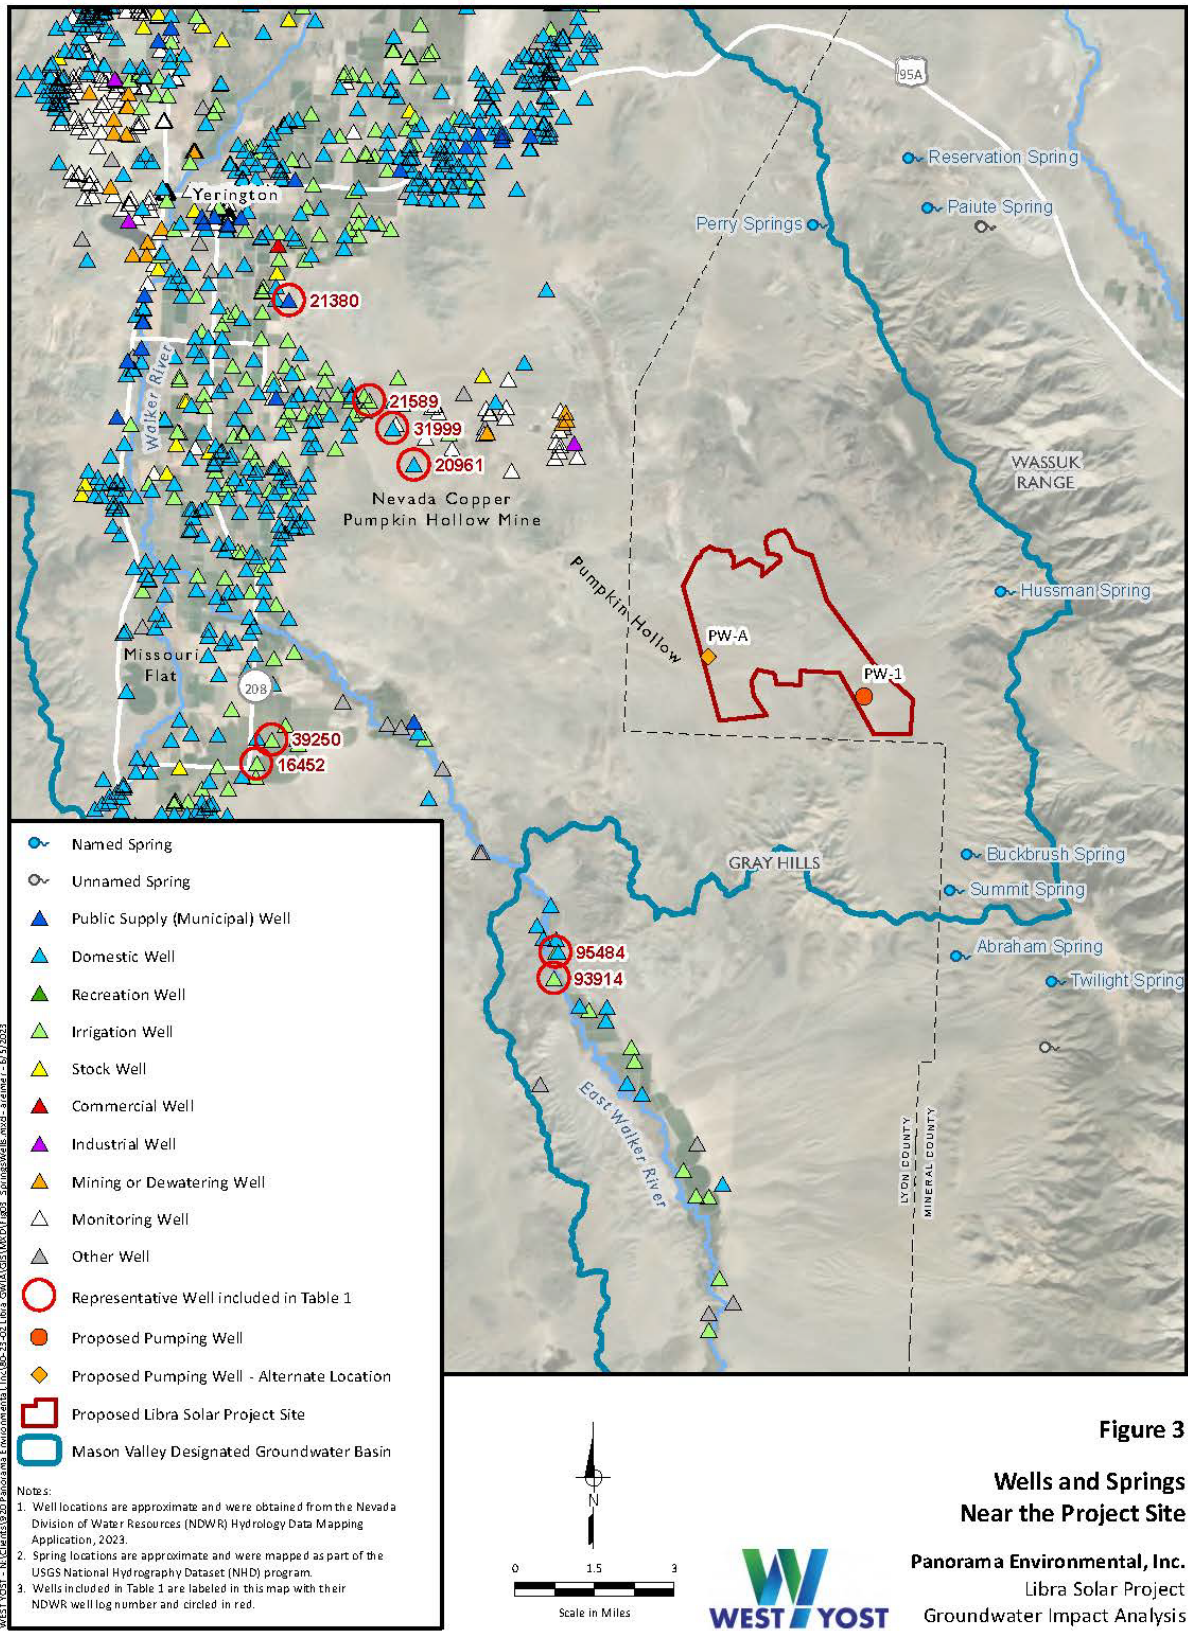 95A
Reservation Spring
Paiute Spring
Perry Springs
Yerington
21380
Walker River
21589
31999
20961
Nevada Copper
Pumpkin Hollow Mine
WASSUK
RANGE
Pumpkin Hollow
Hussman Spring
PW-A
PW-1
Missouri
Flat
208
39250
16452
GRAY HILLS
Buckbrush Spring
Summit Spring
95484
93914
Abraham Spring
Twilight Spring
East Walker River
LYON COUNTY
MINERAL COUNTY
Named Spring
Unnamed Spring
Public Supply (Municipal) Well
Domestic Well
Recreation Well
Irrigation Well
Stock Well
Commercial Well
Industrial Well
Mining or Dewatering Well
Monitoring Well
Other Well
Representative Well included in Table 1
Proposed Pumping Well
Proposed Pumping Well - Alternate Location
Proposed Libra Solar Project Site
Mason Valley Designated Groundwater Basin
Notes:
1. Well locations are approximate and were obtained from the Nevada
Division of Water Resources (NDWR) Hydrology Data Mapping
Application, 2023.
2. Spring locations are approximate and were mapped as part of the
USGS National Hydrography Dataset (NHD) program.
3. Wells included in Table 1 are labeled in this map with their
NDWR well log number and circled in red.
N
0 1.5 3
Scale in Miles
WEST YOST
Figure 3
Wells and Springs
Near the Project Site
Panorama Environmental, Inc.
Libra Solar Project
Groundwater Impact Analysis